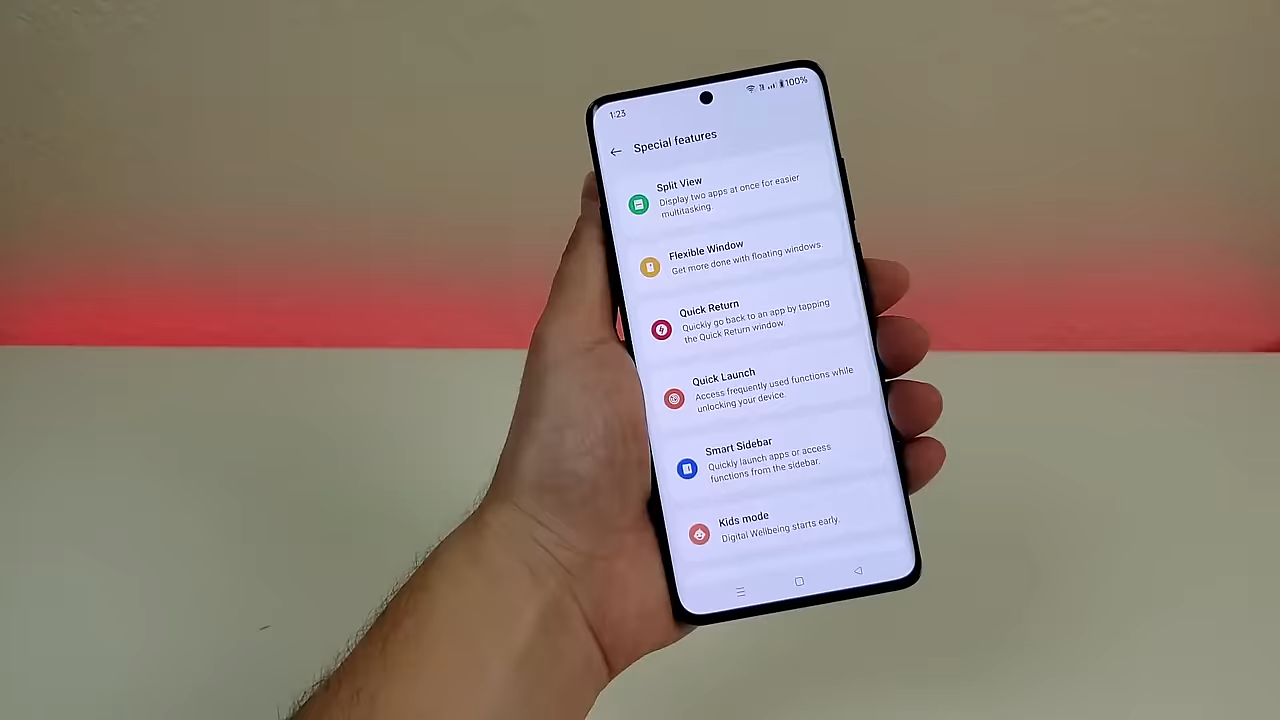 1:23
100%
Special features
Split View
Display two apps at once for easier
multitasking.
Flexible Window
Get more done with floating windows.
Quick Return
Quickly go back to an app by tapping
the Quick Return window.
Quick Launch
Access frequently used functions while
unlocking your device.
Smart Sidebar
Quickly launch apps or access
functions from the sidebar.
Kids mode
Digital Wellbeing starts early.